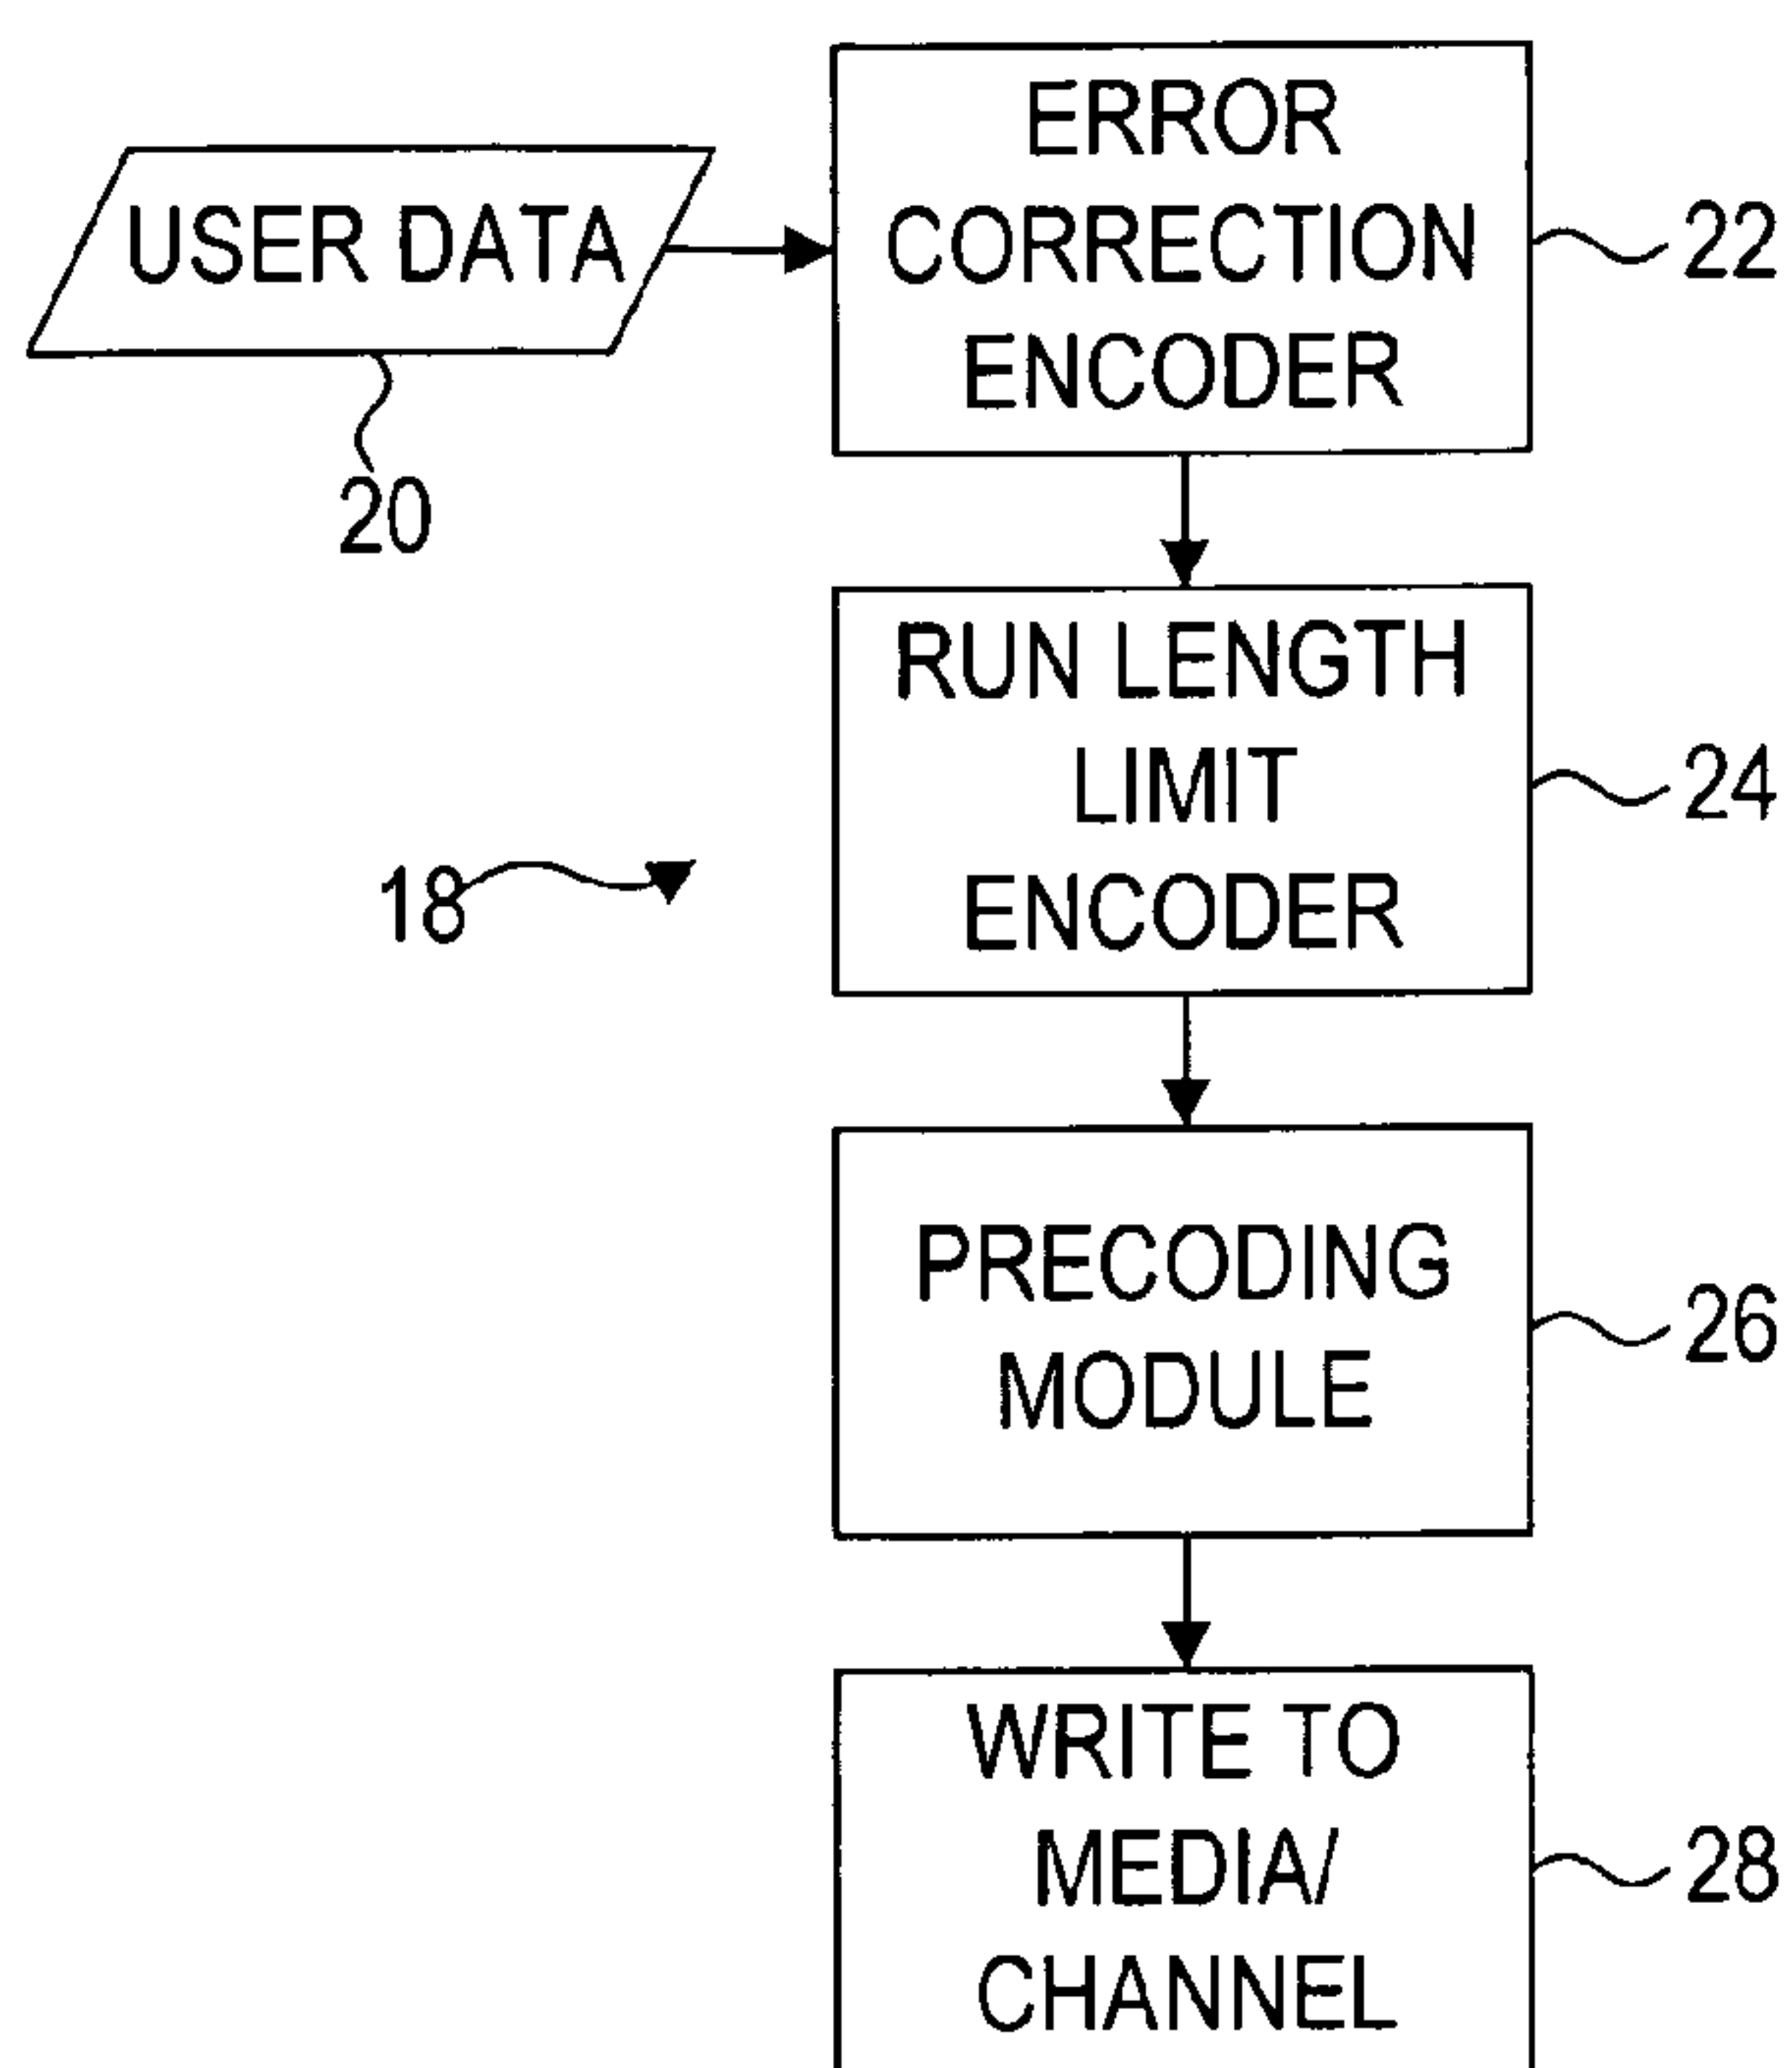 ERROR
CORRECTION
ENCODER
22
USER DATA
20
RUN LENGTH
LIMIT
ENCODER
24
18
PRECODING
MODULE
26
WRITE TO
MEDIA/
CHANNEL
28